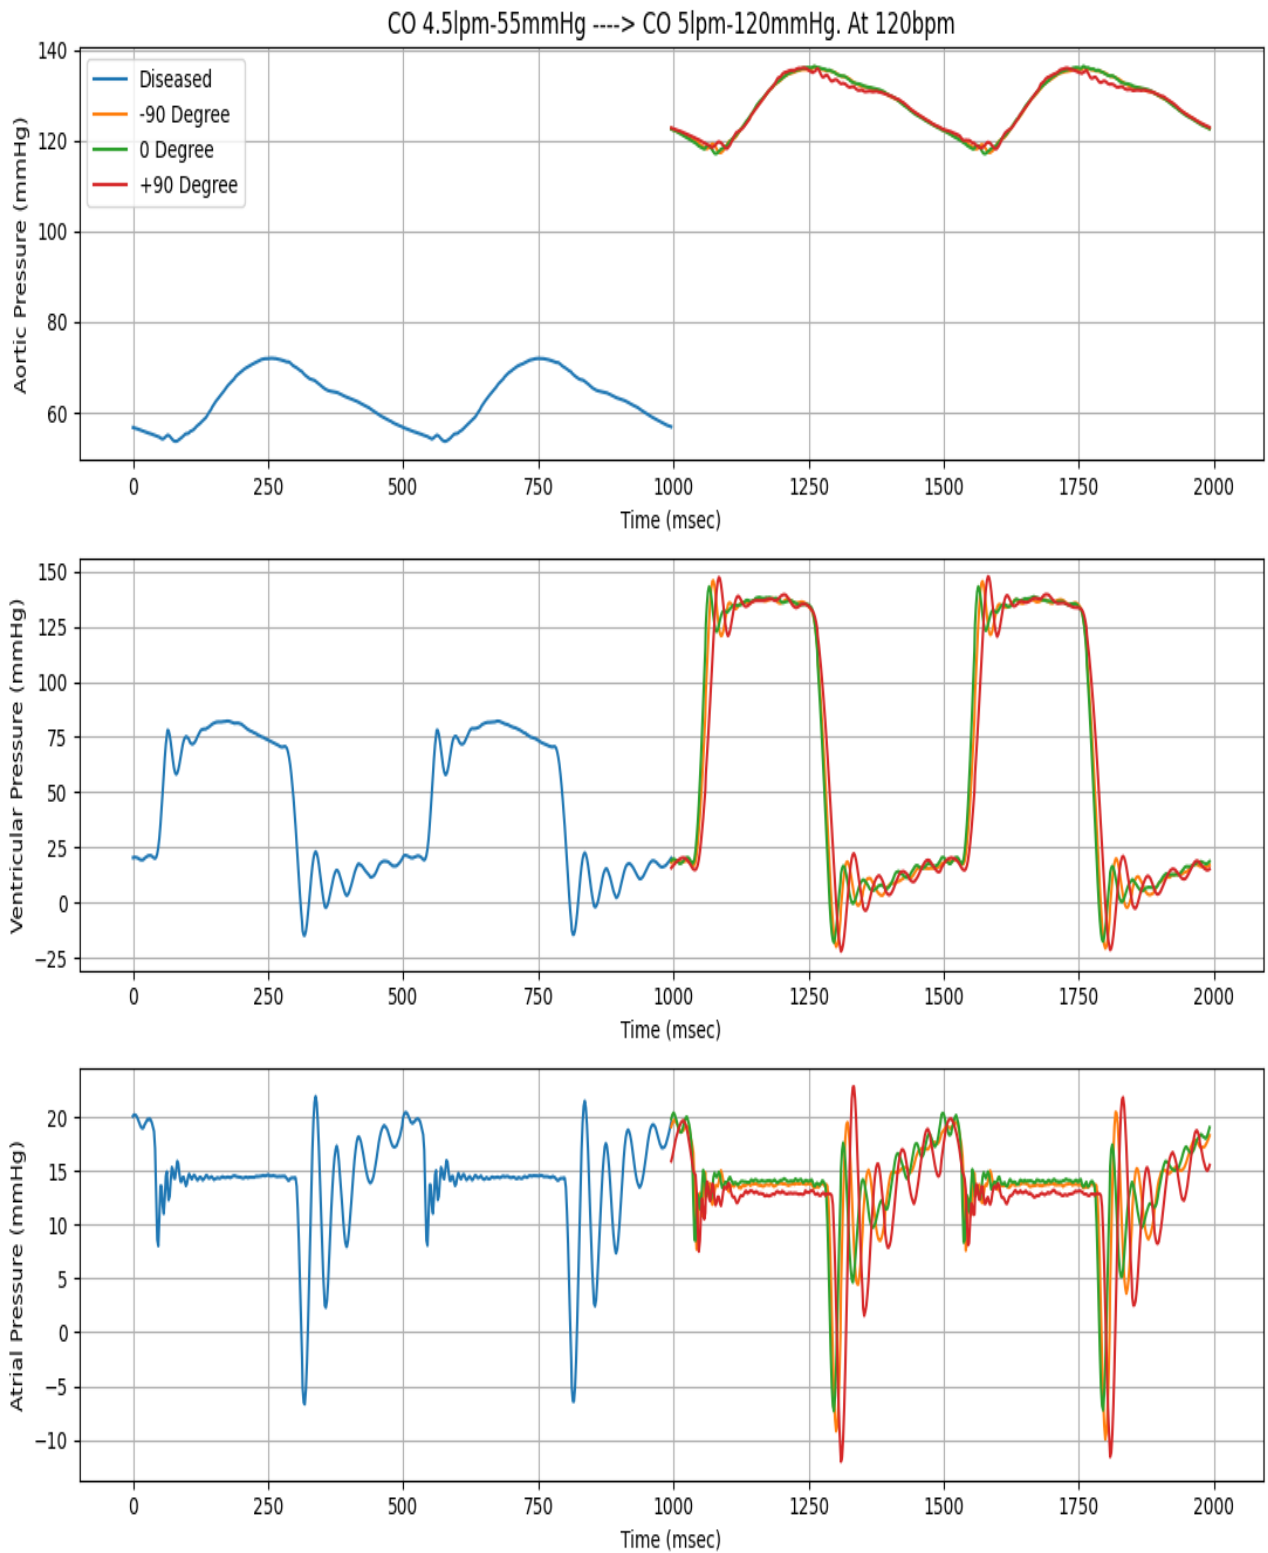 CO 4.5lpm-55mmHg ----> CO 5lpm-120mmHg. At 120bpm
Aortic Pressure (mmHg)
140
120
100
80
60
Diseased
-90 Degree
0 Degree
+90 Degree
0 250 500 750 1000 1250 1500 1750 2000
Time (msec)
Ventricular Pressure (mmHg)
150
125
100
75
50
25
0
−25
0 250 500 750 1000 1250 1500 1750 2000
Time (msec)
Atrial Pressure (mmHg)
20
15
10
5
0
−5
−10
0 250 500 750 1000 1250 1500 1750 2000
Time (msec)